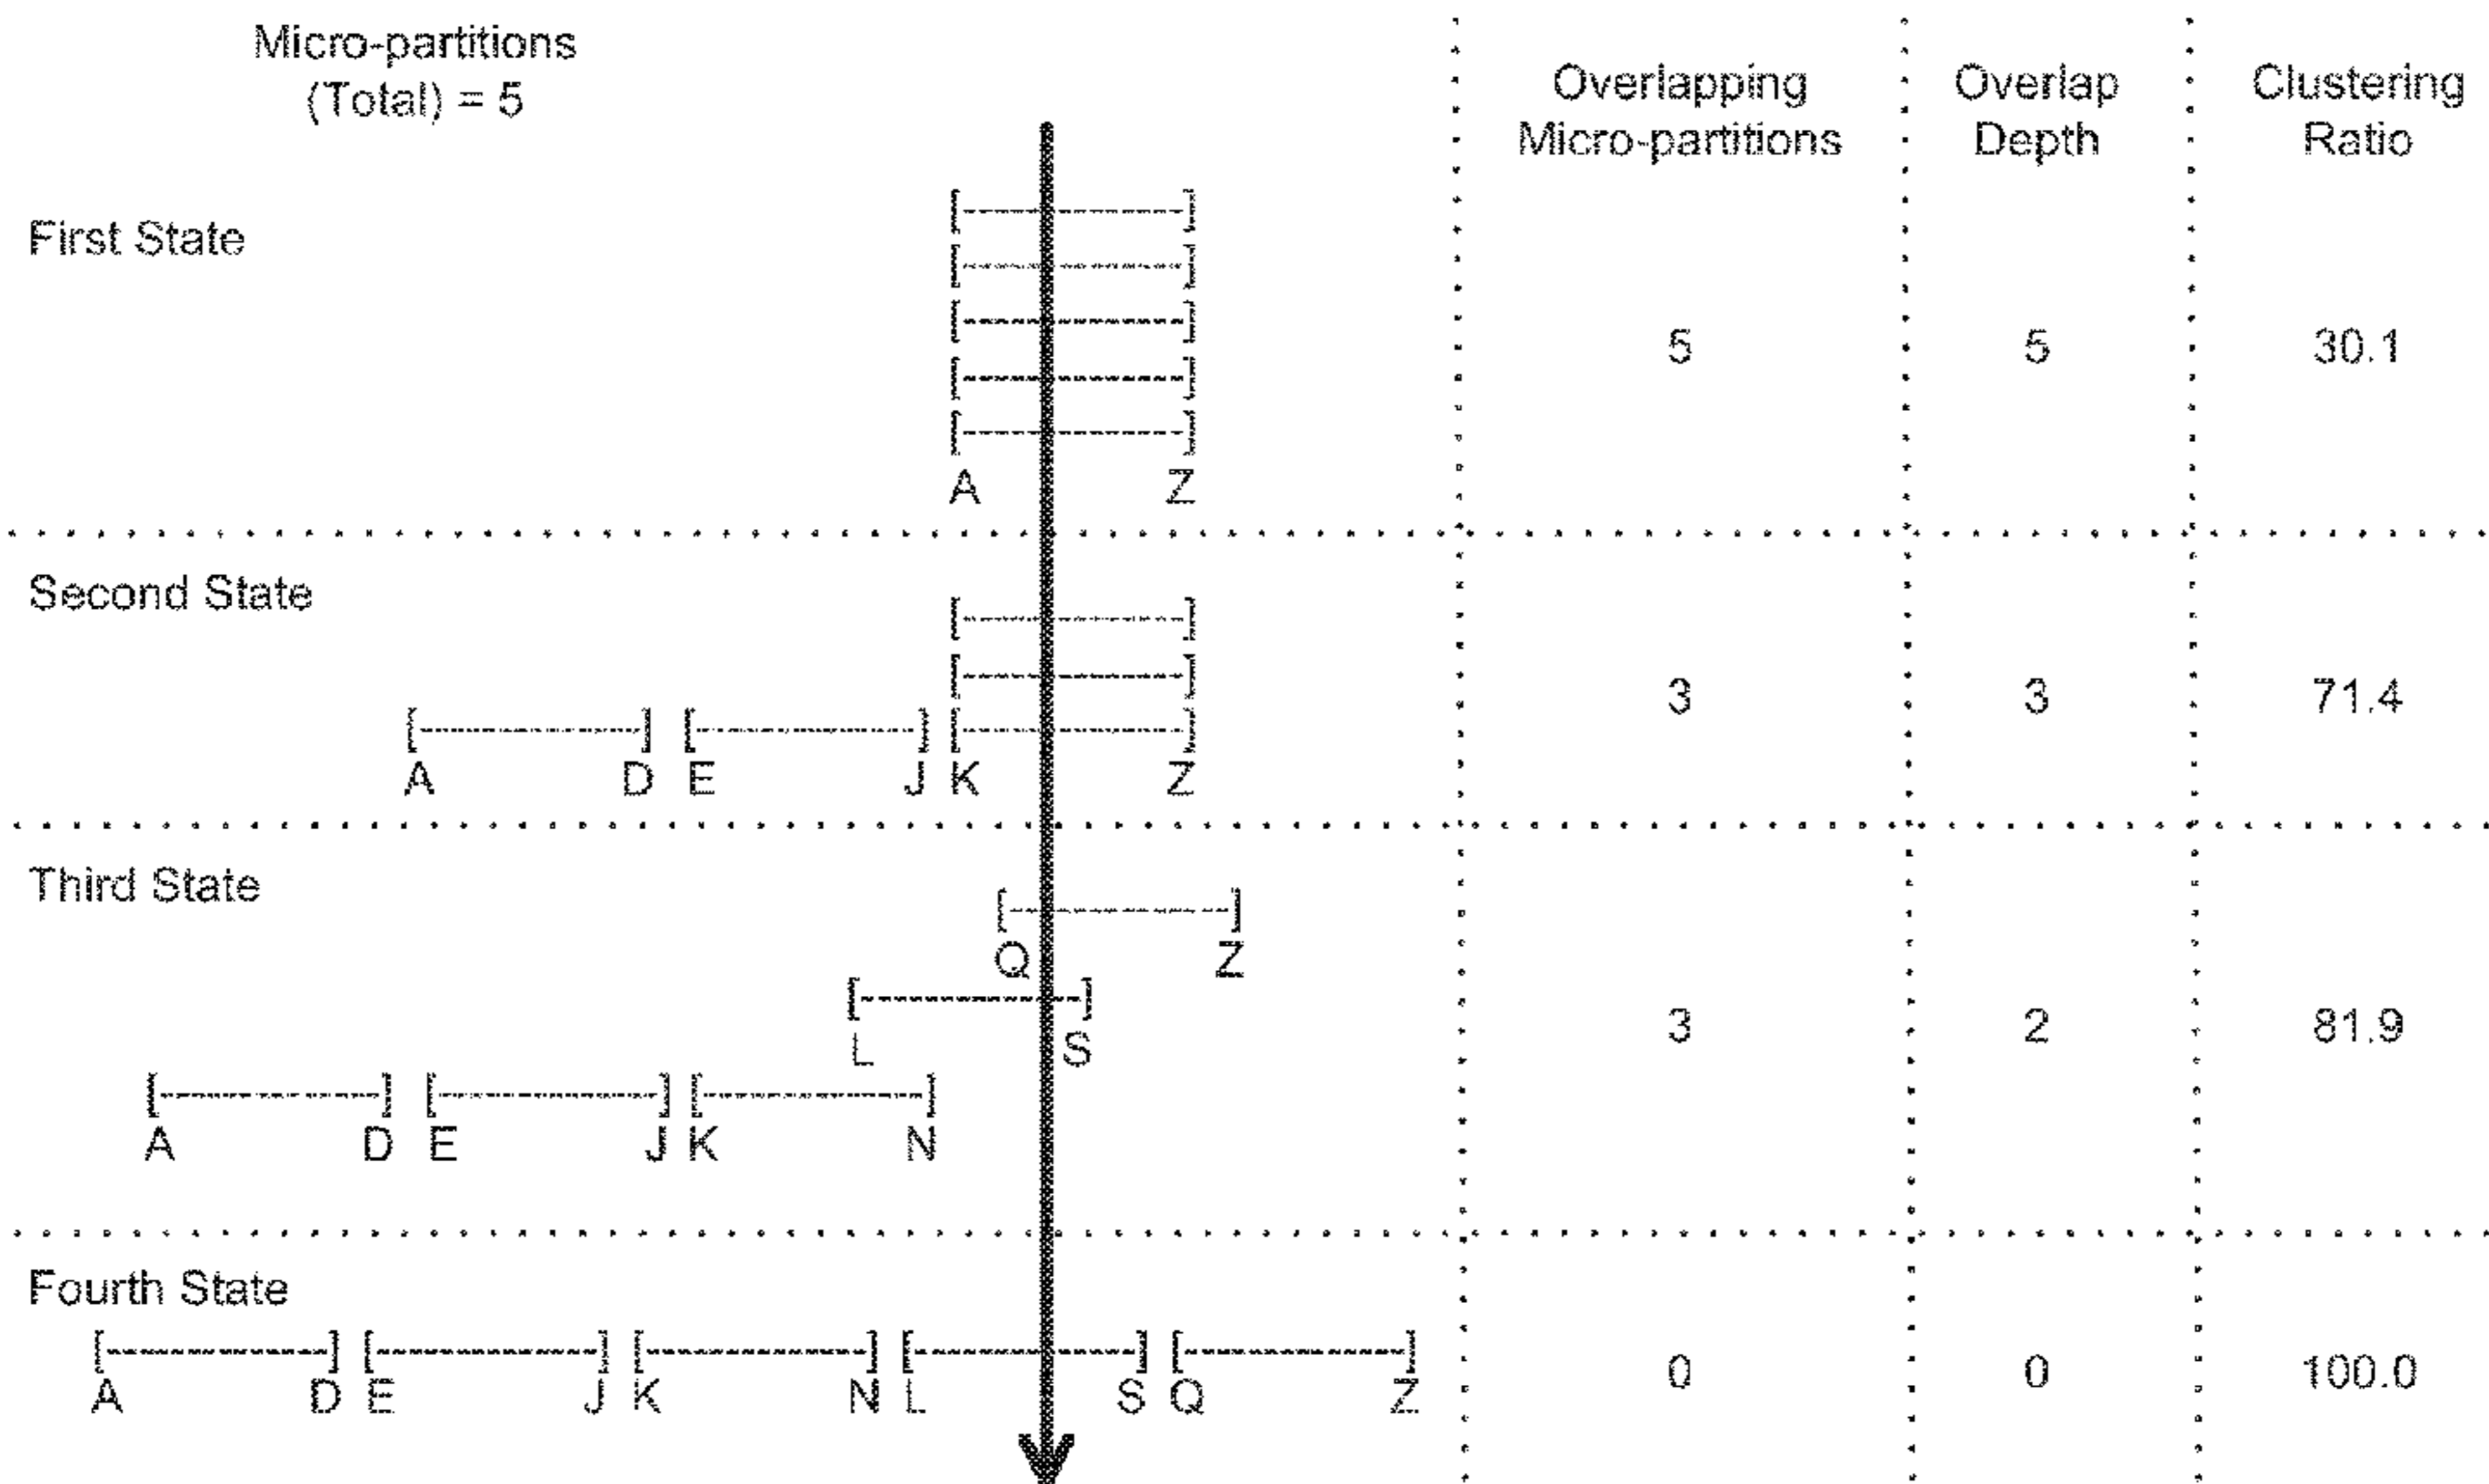 Micro-partitions
(Total) = 5
Overlapping
Micro-partitions
Overlap
Depth
Clustering
Ratio
First State
5 5 30.1
A Z
Second State
3 3 71.4
A D E J K Z
Third State
Q Z
L S
3 2 81.9
A D E J K N
Fourth State
0 0 100.0
A D E J K N L S Q Z